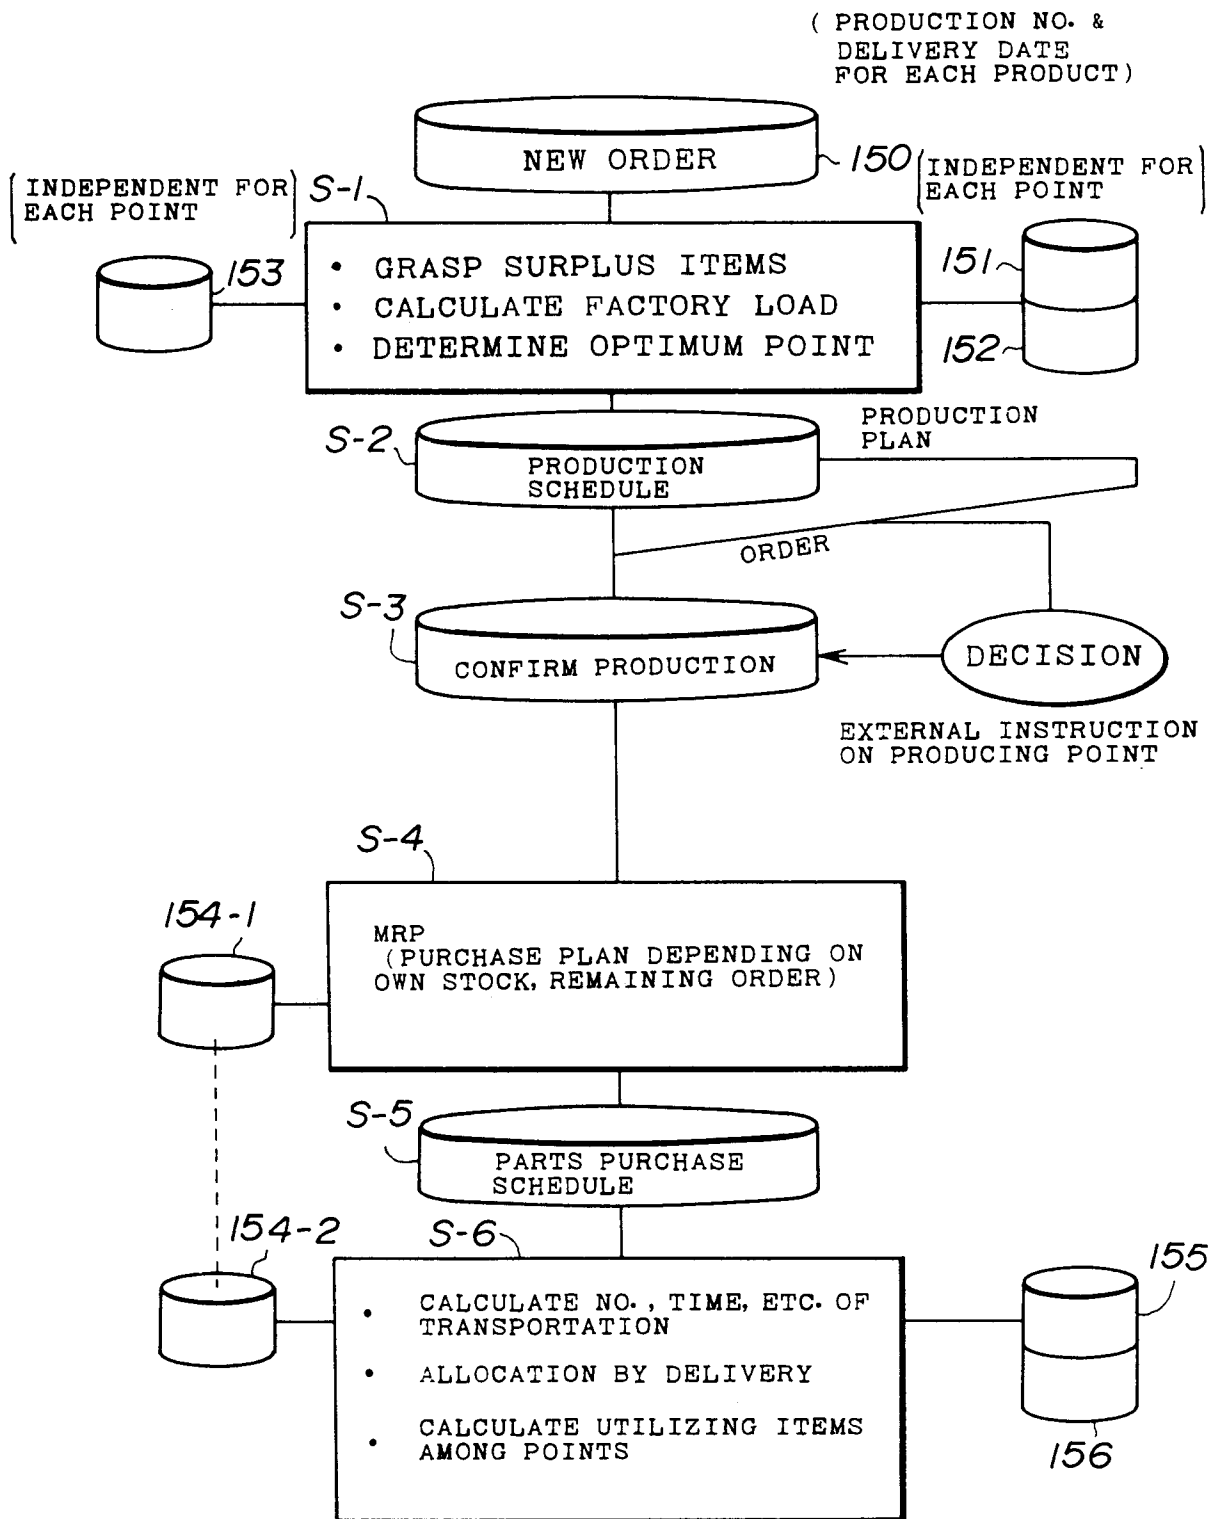 ( PRODUCTION NO. &
DELIVERY DATE
FOR EACH PRODUCT)
NEW ORDER
150
(INDEPENDENT FOR
EACH POINT)
S-1
(INDEPENDENT FOR
EACH POINT)
153
• GRASP SURPLUS ITEMS
• CALCULATE FACTORY LOAD
• DETERMINE OPTIMUM POINT
151
152
S-2
PRODUCTION
SCHEDULE
PRODUCTION
PLAN
ORDER
S-3
CONFIRM PRODUCTION
DECISION
EXTERNAL INSTRUCTION
ON PRODUCING POINT
S-4
154-1
MRP
(PURCHASE PLAN DEPENDING ON
OWN STOCK, REMAINING ORDER)
S-5
PARTS PURCHASE
SCHEDULE
154-2
S-6
155
• CALCULATE NO., TIME, ETC. OF
TRANSPORTATION
• ALLOCATION BY DELIVERY
• CALCULATE UTILIZING ITEMS
AMONG POINTS
156